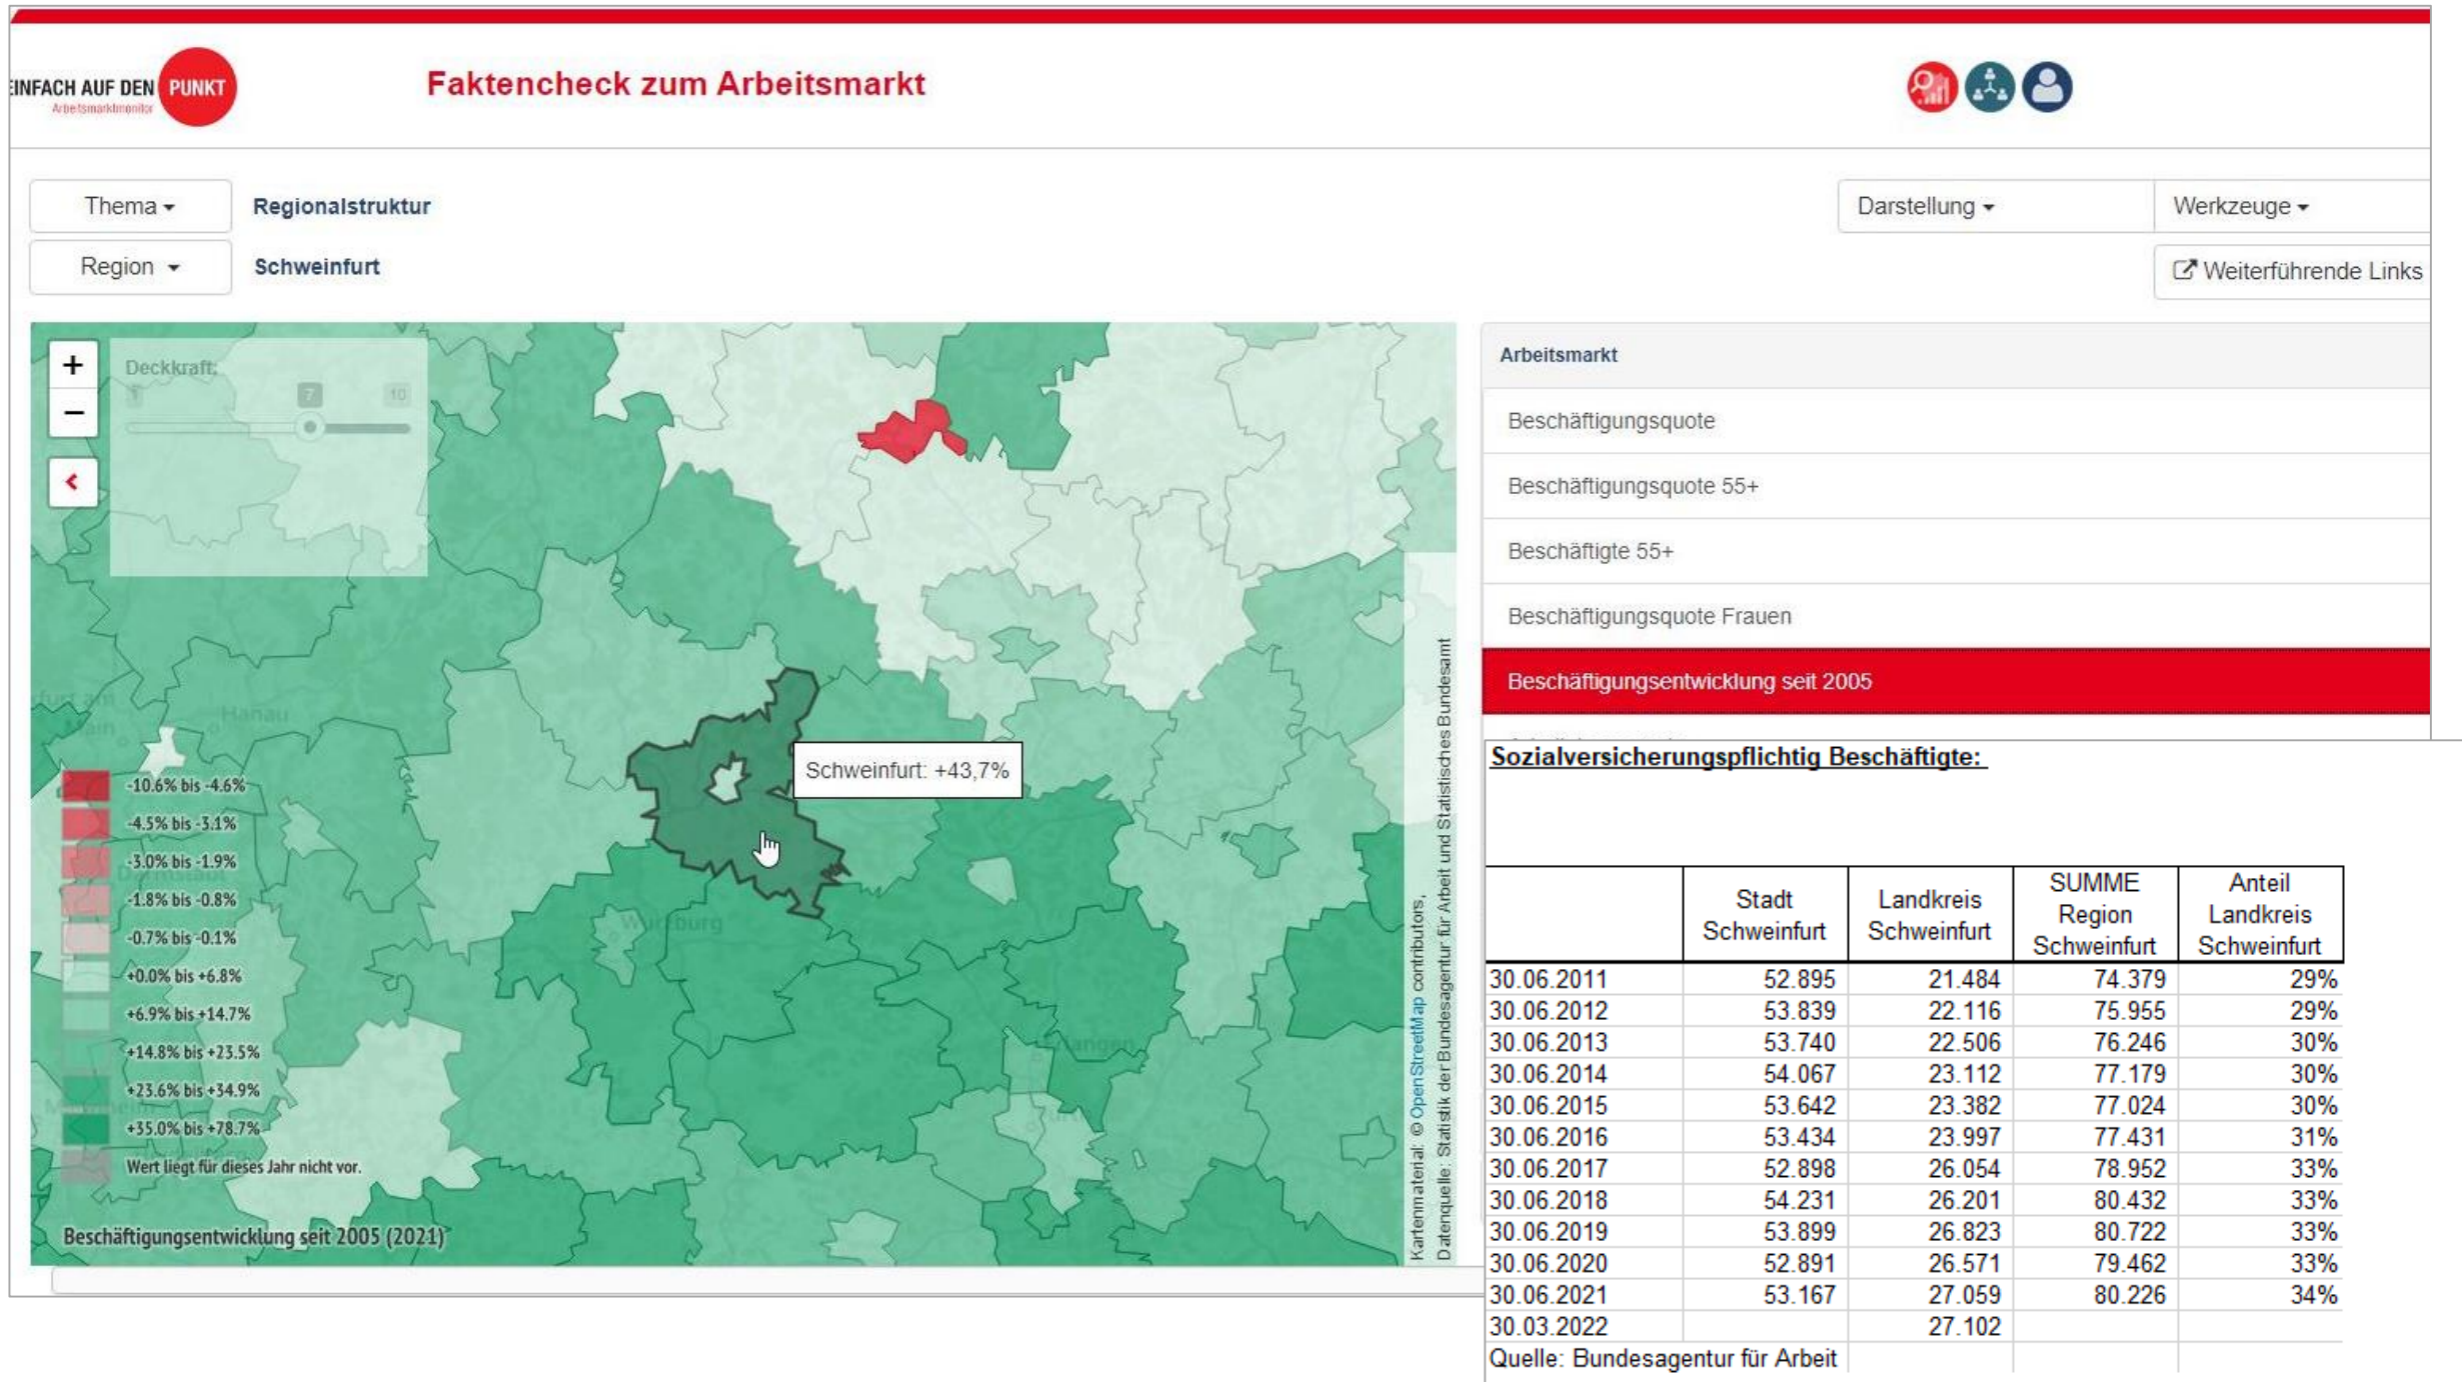 EINFACH AUF DEN PUNKT
Arbeitsmarktmonitor
Faktencheck zum Arbeitsmarkt
Thema
Regionalstruktur
Darstellung
Werkzeuge
Region
Schweinfurt
Weiterführende Links
+
−
Deckkraft:
1
7
10
Hanau
Schweinfurt: +43,7%
Würzburg
-10.6% bis -4.6%
-4.5% bis -3.1%
-3.0% bis -1.9%
Darmstadt
-1.8% bis -0.8%
-0.7% bis -0.1%
+0.0% bis +6.8%
+6.9% bis +14.7%
+14.8% bis +23.5%
+23.6% bis +34.9%
+35.0% bis +78.7%
Wert liegt für dieses Jahr nicht vor.
Beschäftigungsentwicklung seit 2005 (2021)
Kartenmaterial: © OpenStreetMap contributors,
Datenquelle: Statistik der Bundesagentur für Arbeit und Statistisches Bundesamt
Arbeitsmarkt
Beschäftigungsquote
Beschäftigungsquote 55+
Beschäftigte 55+
Beschäftigungsquote Frauen
Beschäftigungsentwicklung seit 2005
Sozialversicherungspflichtig Beschäftigte:
Stadt Schweinfurt Landkreis Schweinfurt SUMME Region Schweinfurt Anteil Landkreis Schweinfurt
30.06.2011 52.895 21.484 74.379 29%
30.06.2012 53.839 22.116 75.955 29%
30.06.2013 53.740 22.506 76.246 30%
30.06.2014 54.067 23.112 77.179 30%
30.06.2015 53.642 23.382 77.024 30%
30.06.2016 53.434 23.997 77.431 31%
30.06.2017 52.898 26.054 78.952 33%
30.06.2018 54.231 26.201 80.432 33%
30.06.2019 53.899 26.823 80.722 33%
30.06.2020 52.891 26.571 79.462 33%
30.06.2021 53.167 27.059 80.226 34%
30.03.2022 27.102
Quelle: Bundesagentur für Arbeit